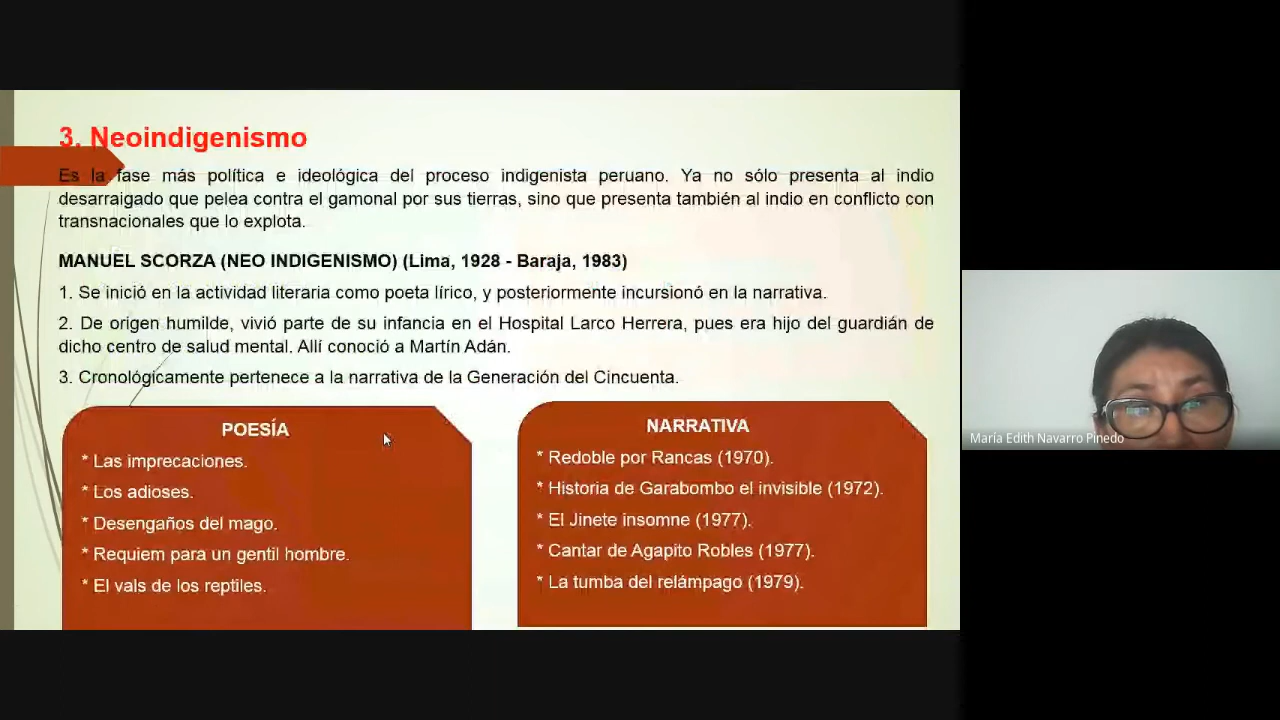 3. Neoindigenismo
Es la fase más política e ideológica del proceso indigenista peruano. Ya no sólo presenta al indio
desarraigado que pelea contra el gamonal por sus tierras, sino que presenta también al indio en conflicto con
transnacionales que lo explota.
MANUEL SCORZA (NEO INDIGENISMO) (Lima, 1928 - Baraja, 1983)
1. Se inició en la actividad literaria como poeta lírico, y posteriormente incursionó en la narrativa.
2. De origen humilde, vivió parte de su infancia en el Hospital Larco Herrera, pues era hijo del guardián de
dicho centro de salud mental. Allí conoció a Martín Adán.
3. Cronológicamente pertenece a la narrativa de la Generación del Cincuenta.
POESÍA
* Las imprecaciones.
* Los adioses.
* Desengaños del mago.
* Requiem para un gentil hombre.
* El vals de los reptiles.
NARRATIVA
* Redoble por Rancas (1970).
* Historia de Garabombo el invisible (1972).
* El Jinete insomne (1977).
* Cantar de Agapito Robles (1977).
* La tumba del relámpago (1979).
María Edith Navarro Pinedo